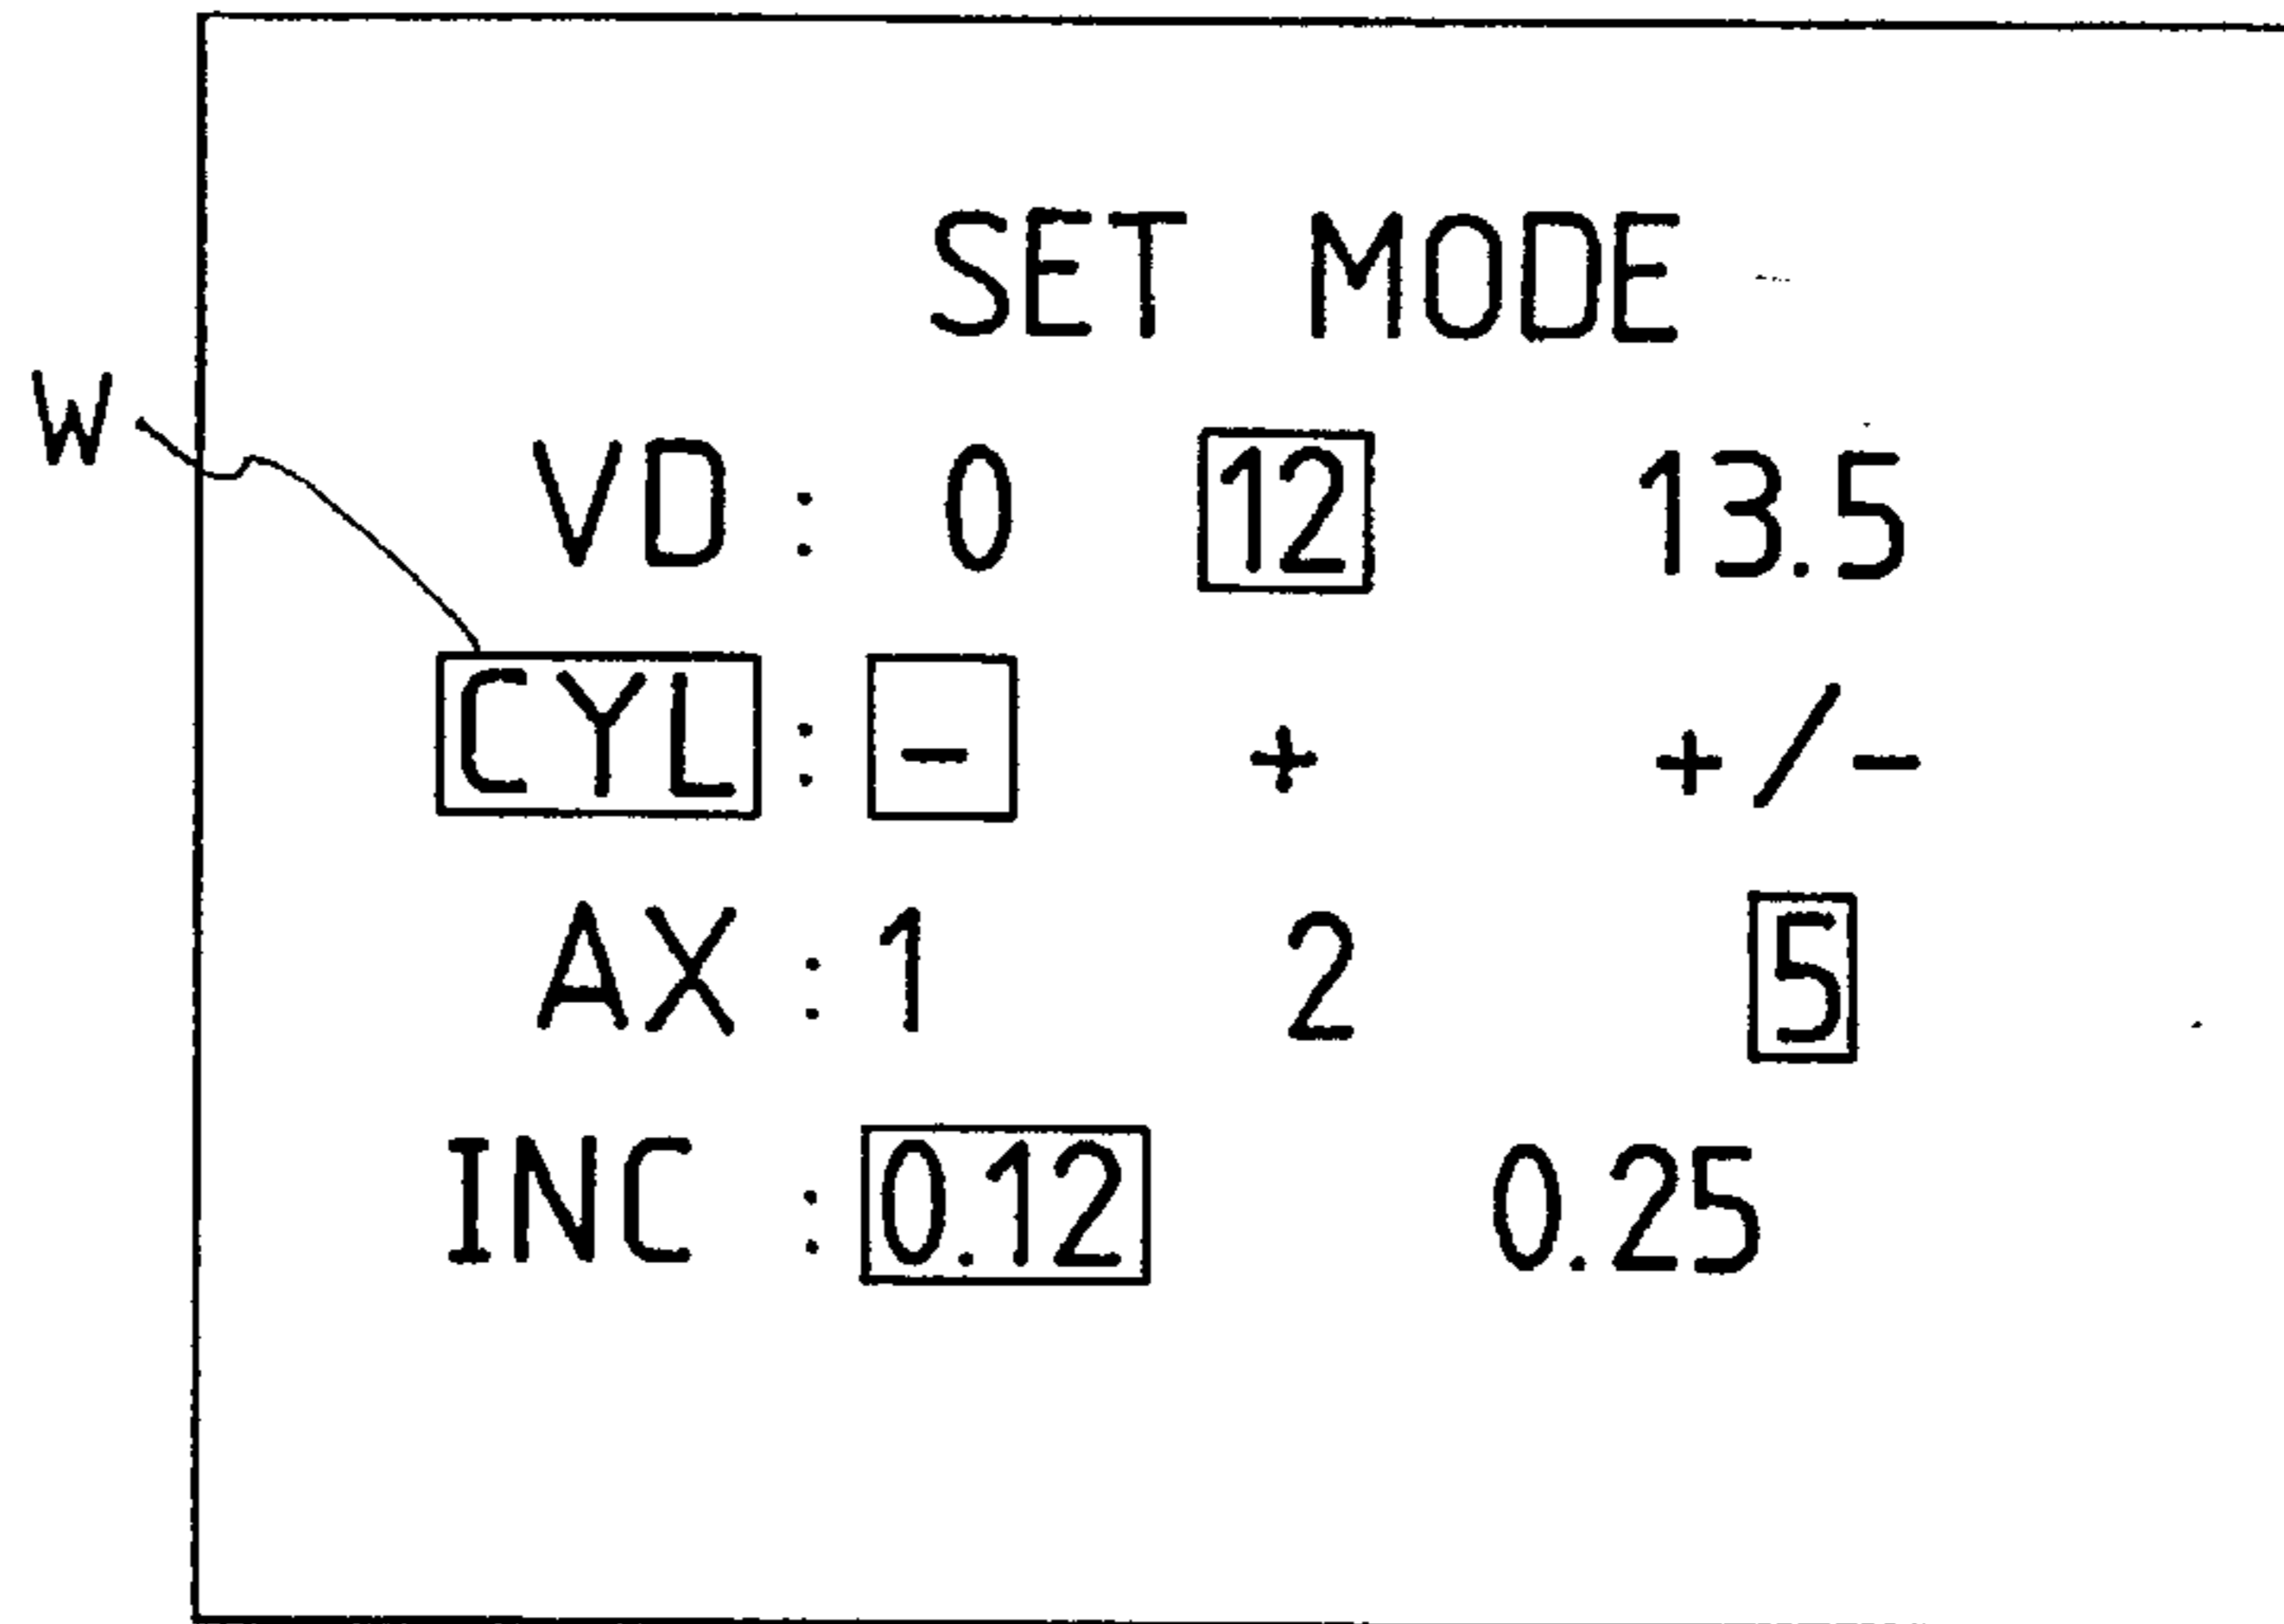 SET MODE
W
VD: 0 12 13.5
CYL: - + +/-
AX: 1 2 5
INC: 0.12 0.25